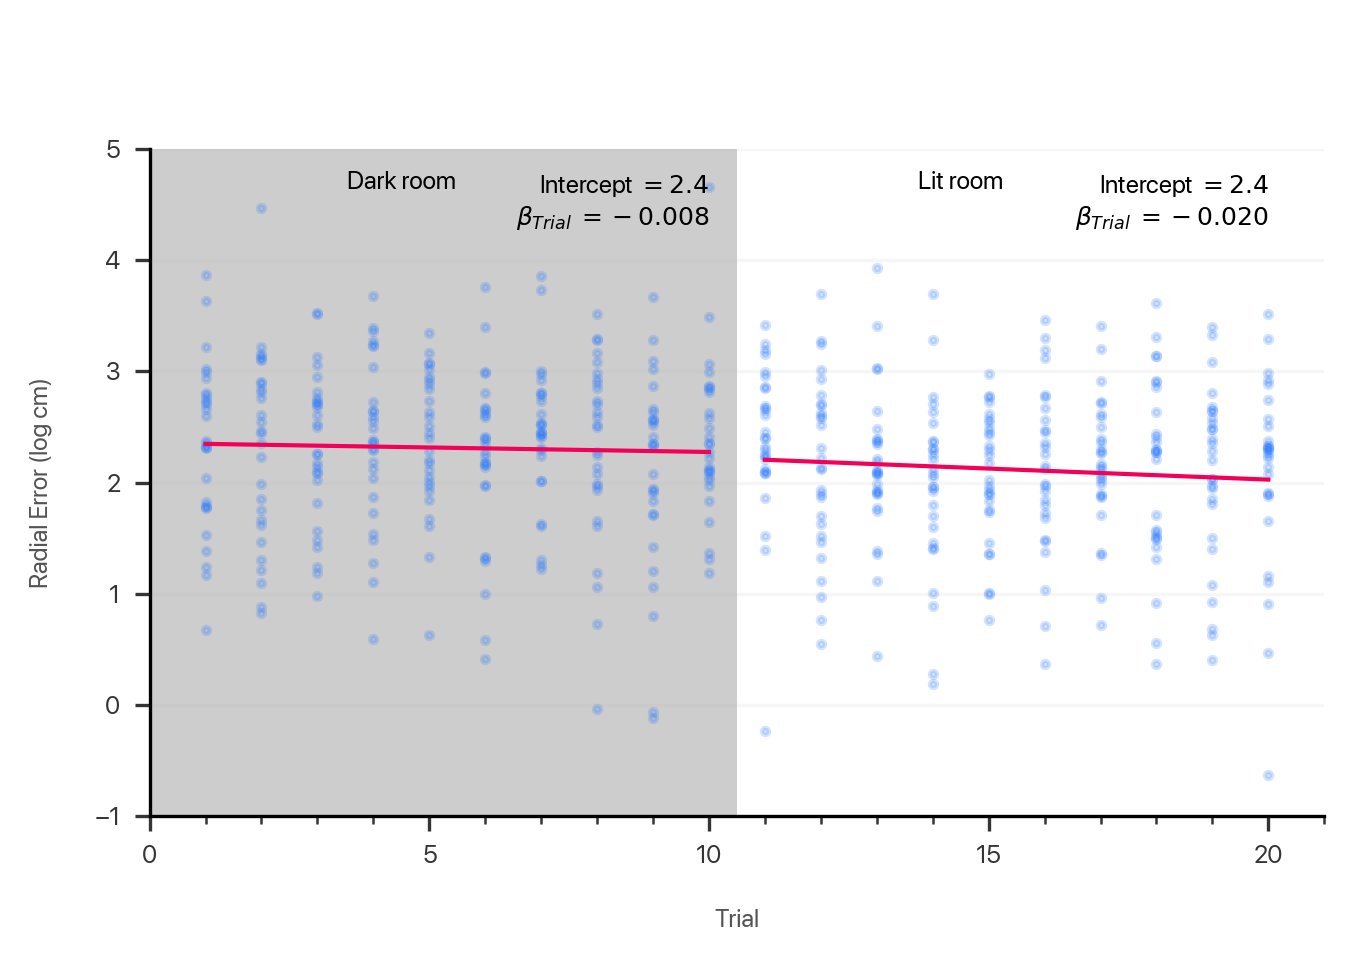 5
Dark room
Intercept = 2.4
β_Trial = −0.008
Lit room
Intercept = 2.4
β_Trial = −0.020
4
3
2
1
0
−1
Radial Error (log cm)
0 5 10 15 20
Trial